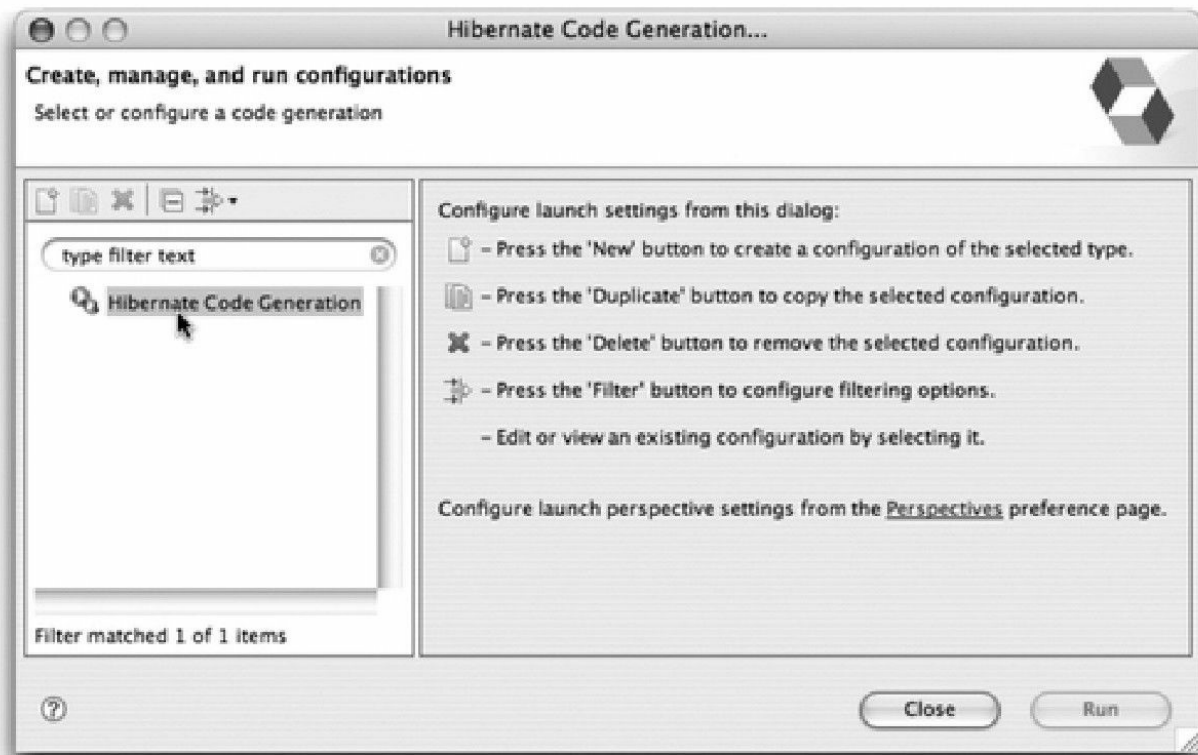 Hibernate Code Generation...
Create, manage, and run configurations
Select or configure a code generation
type filter text
Hibernate Code Generation
Filter matched 1 of 1 items
Configure launch settings from this dialog:
– Press the 'New' button to create a configuration of the selected type.
– Press the 'Duplicate' button to copy the selected configuration.
– Press the 'Delete' button to remove the selected configuration.
– Press the 'Filter' button to configure filtering options.
– Edit or view an existing configuration by selecting it.
Configure launch perspective settings from the Perspectives preference page.
?
Close
Run